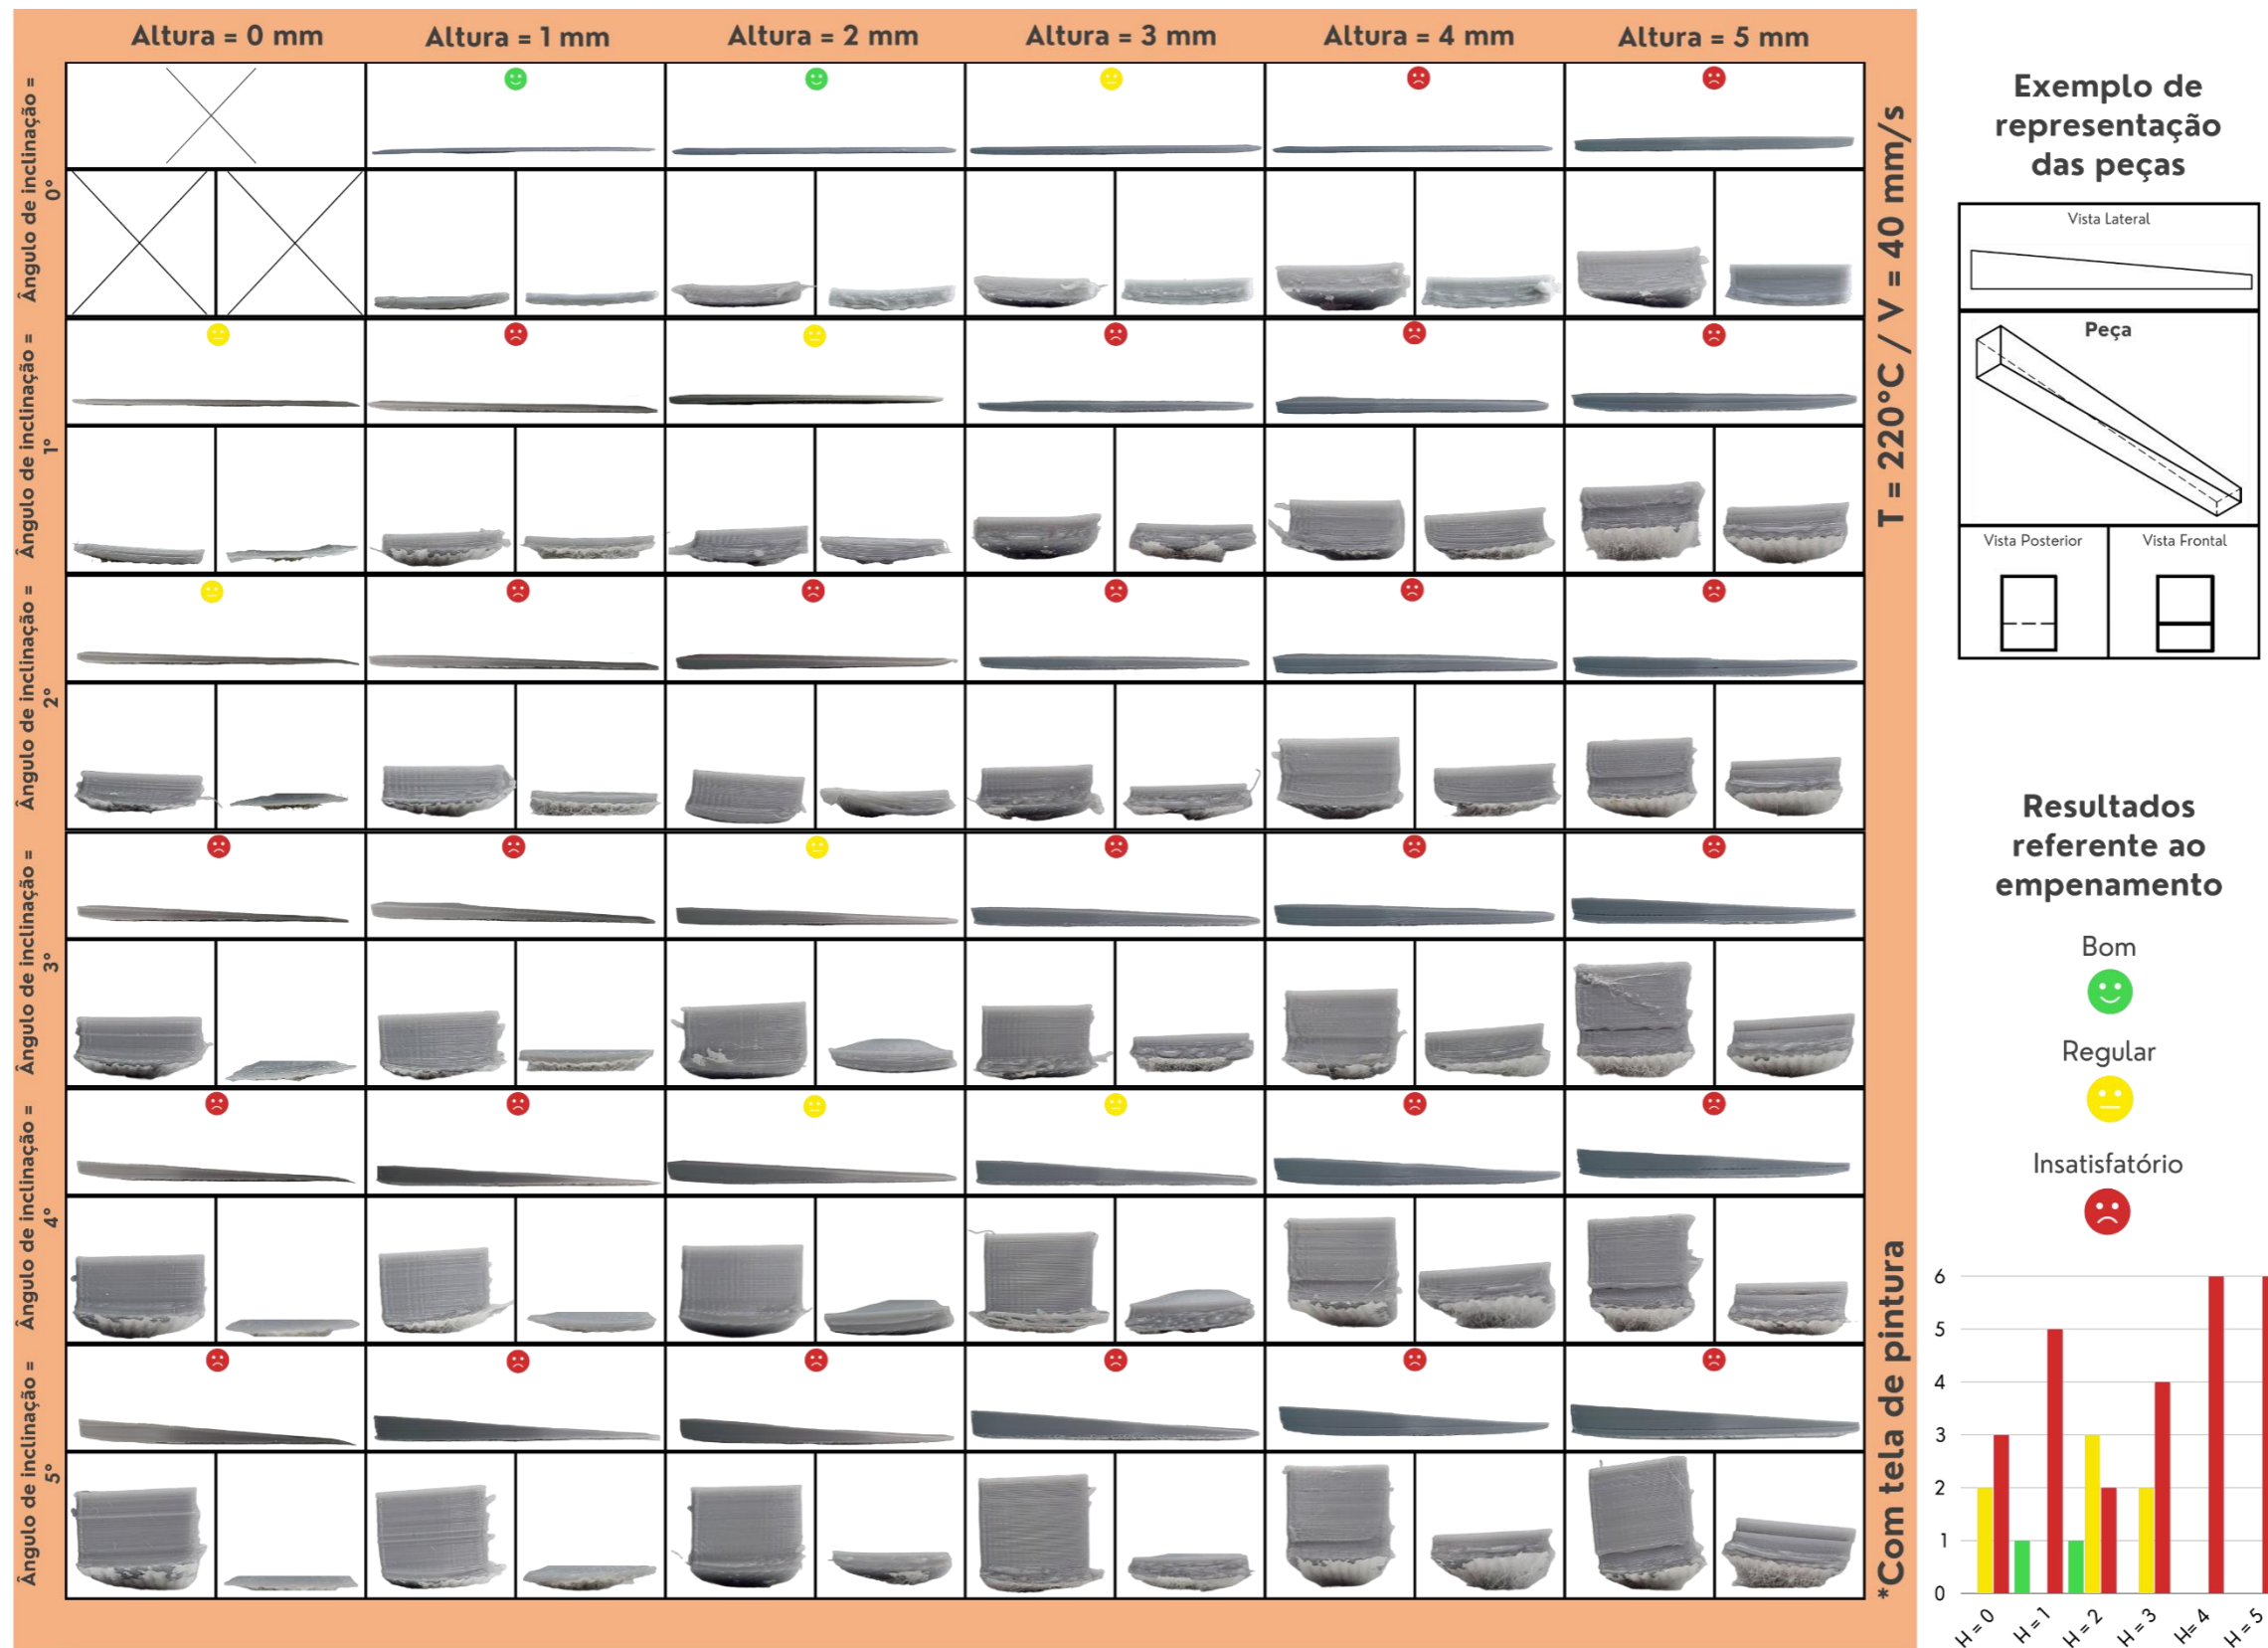 Altura = 0 mm
Altura = 1 mm
Altura = 2 mm
Altura = 3 mm
Altura = 4 mm
Altura = 5 mm
Ângulo de inclinação =
0°
Ângulo de inclinação =
1°
Ângulo de inclinação =
2°
Ângulo de inclinação =
3°
Ângulo de inclinação =
4°
Ângulo de inclinação =
5°
T = 220°C / V = 40 mm/s
*Com tela de pintura
Exemplo de
representação
das peças
Vista Lateral
Peça
Vista Posterior
Vista Frontal
Resultados
referente ao
empenamento
Bom
Regular
Insatisfatório
6
5
4
3
2
1
0
H = 0
H = 1
H = 2
H = 3
H= 4
H = 5